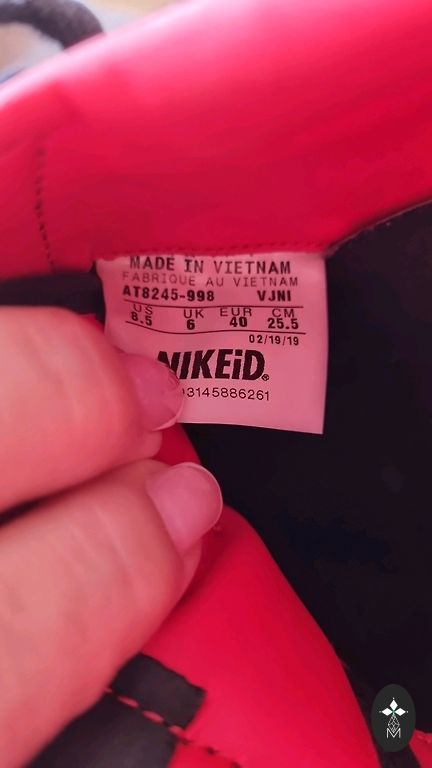 MADE IN VIETNAM
FABRIQUE AU VIETNAM
AT8245-998 VJNI
US UK EUR CM
8.5 6 40 25.5
02/19/19
NIKEiD.
3145886261
M